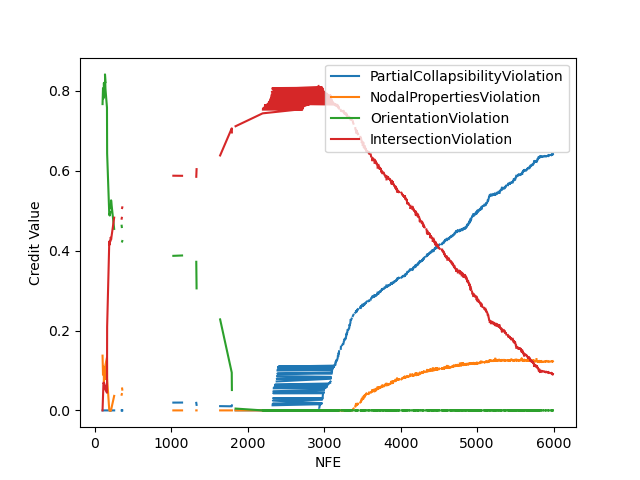 PartialCollapsibilityViolation
NodalPropertiesViolation
OrientationViolation
IntersectionViolation
Credit Value
0.8
0.6
0.4
0.2
0.0
0 1000 2000 3000 4000 5000 6000
NFE